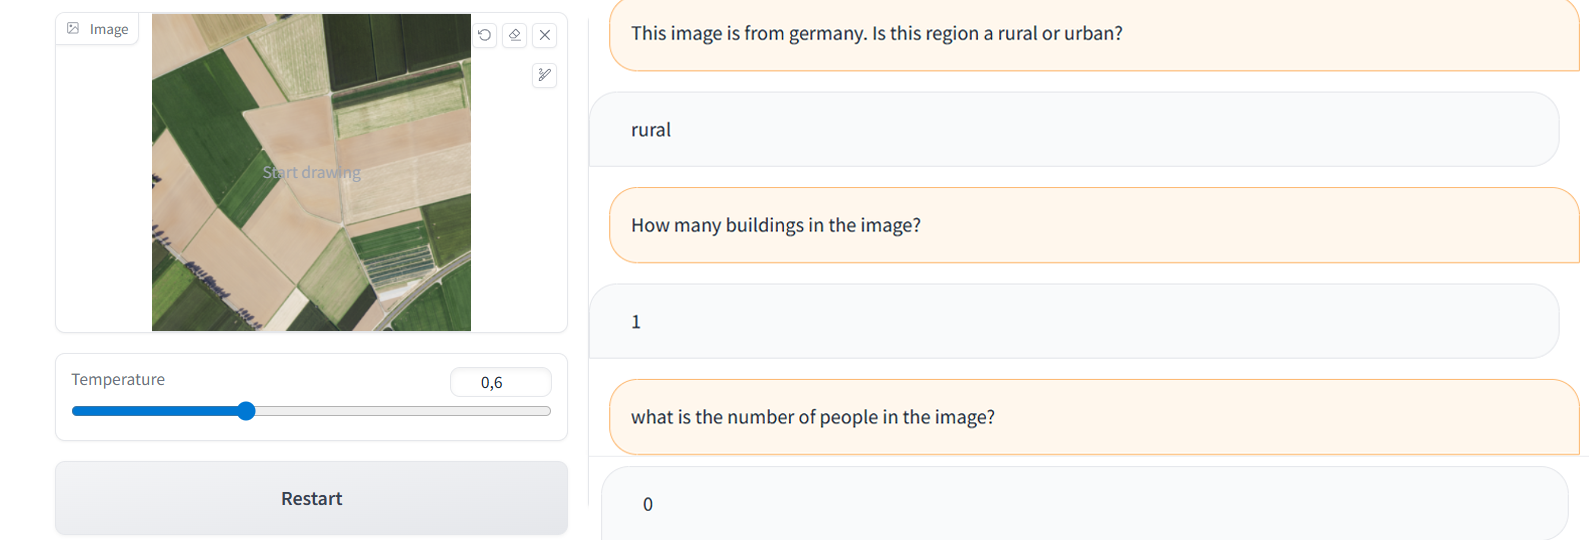 Image
Start drawing
Temperature
0,6
Restart
This image is from germany. Is this region a rural or urban?
rural
How many buildings in the image?
1
what is the number of people in the image?
0